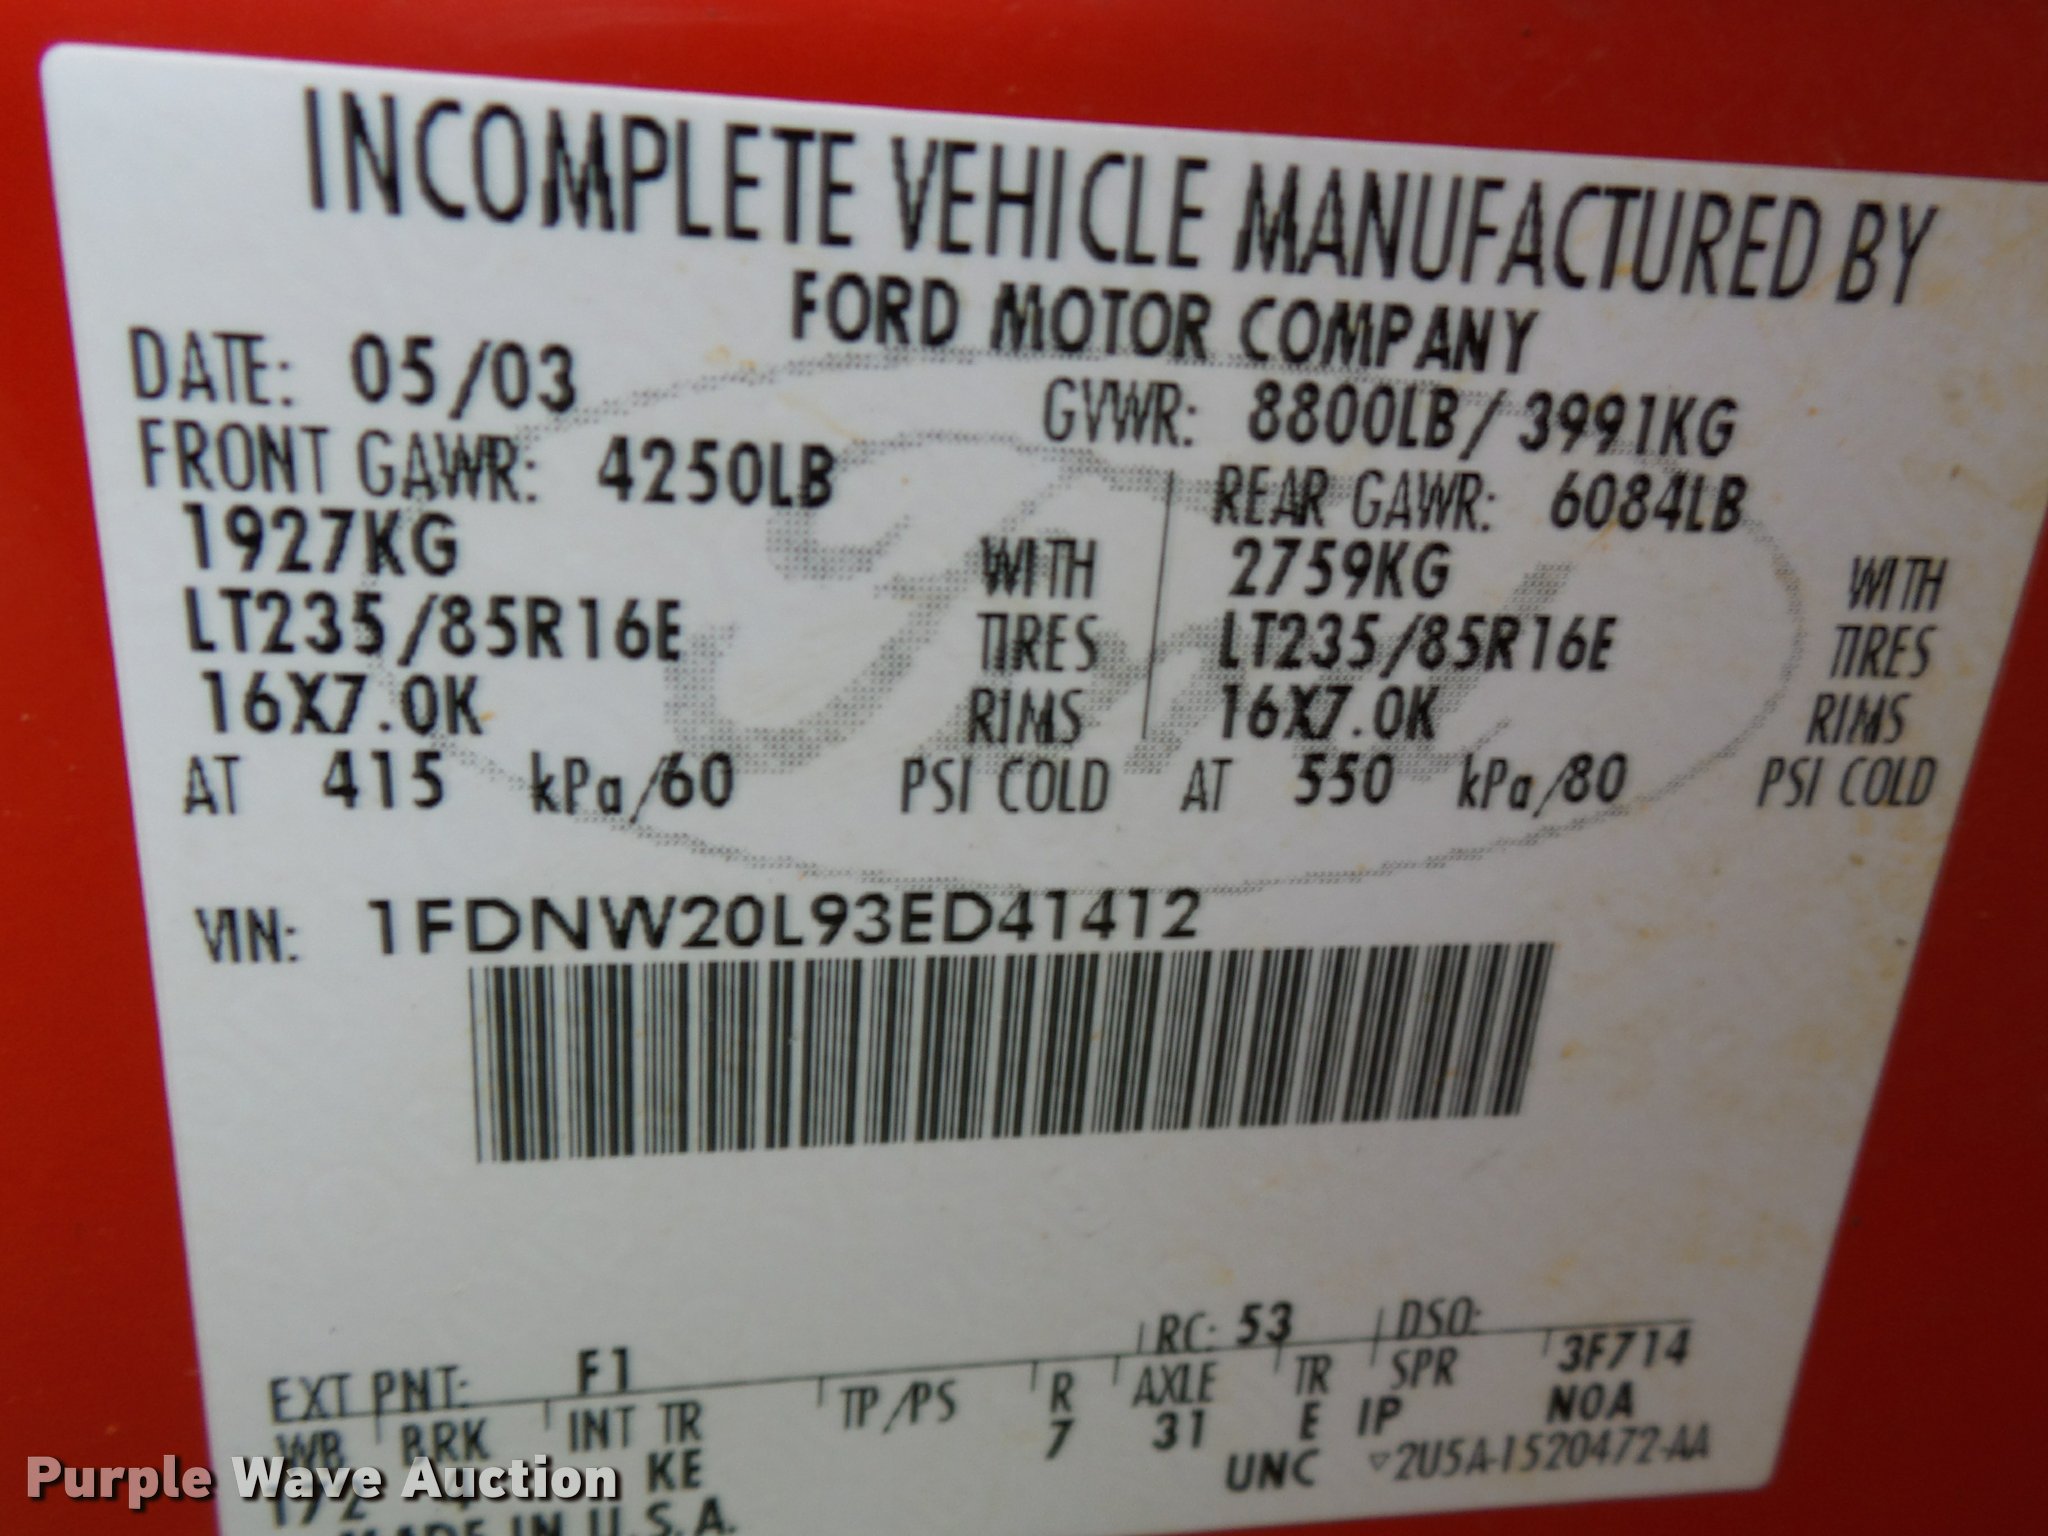 INCOMPLETE VEHICLE MANUFACTURED BY
FORD MOTOR COMPANY
DATE: 05/03 GVWR: 8800LB/3991KG
FRONT GAWR: 4250LB REAR GAWR: 6084LB
1927KG WITH 2759KG WITH
LT235/85R16E TIRES LT235/85R16E TIRES
16X7.0K RIMS 16X7.0K RIMS
AT 415 kPa/60 PSI COLD AT 550 kPa/80 PSI COLD
VIN: 1FDNW20L93ED41412
EXT PNT: F1 RC: 53 DSO:
WB BRK INT TR TP/PS R AXLE TR SPR 3F714
KE 7 31 E IP N0A
UNC ▽2U5A-1520472-AA
MADE IN U.S.A.
Ford
Purple Wave Auction